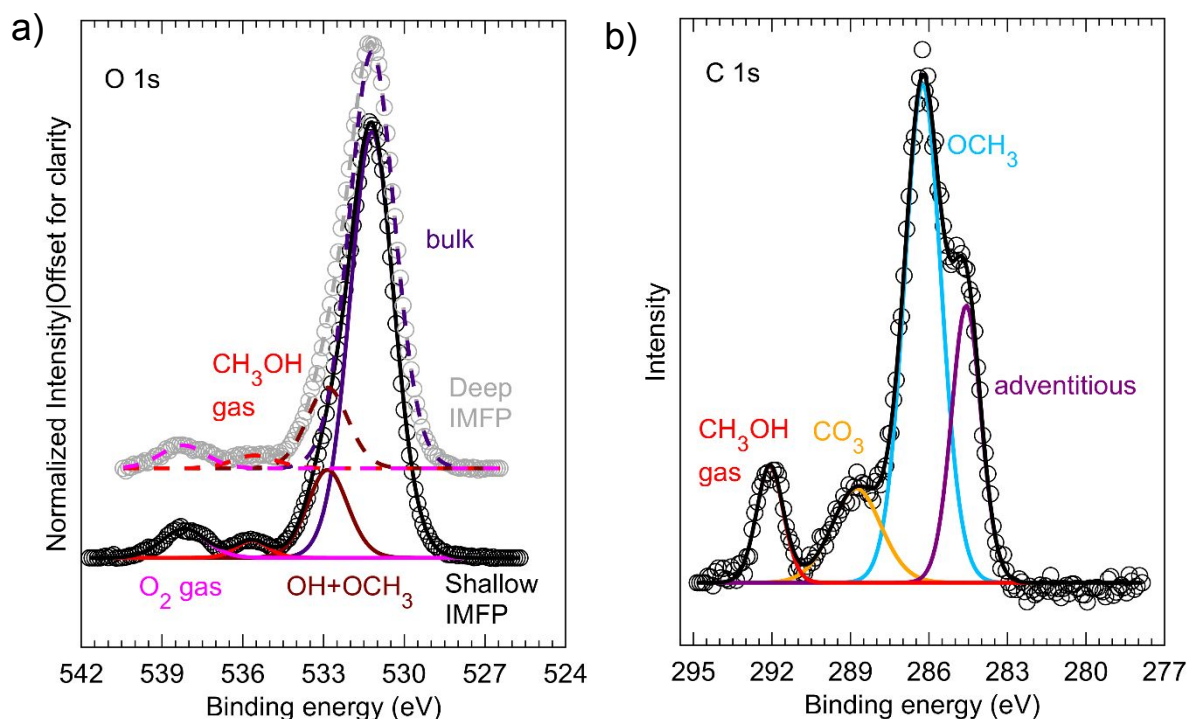 a)
O 1s
Normalized Intensity|Offset for clarity
bulk
CH₃OH
gas
Deep
IMFP
O₂ gas
OH+OCH₃
Shallow
IMFP
542 539 536 533 530 527 524
Binding energy (eV)
b)
C 1s
Intensity
OCH₃
adventitious
CH₃OH
gas
CO₃
295 292 289 286 283 280 277
Binding energy (eV)